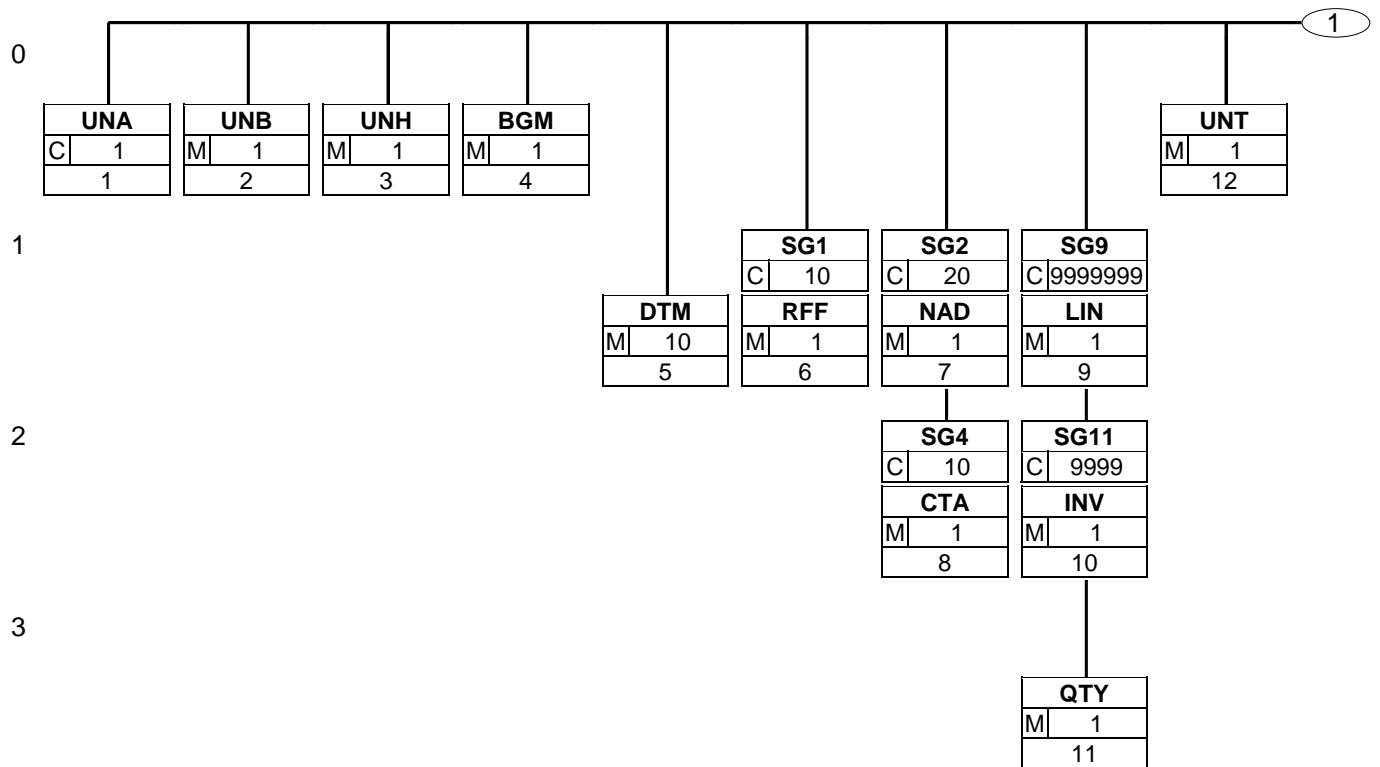 1
0
UNA UNB UNH BGM UNT
C 1 M 1 M 1 M 1 M 1
1 2 3 4 12
1
SG1 SG2 SG9
C 10 C 20 C 9999999
DTM RFF NAD LIN
M 10 M 1 M 1 M 1
5 6 7 9
2
SG4 SG11
C 10 C 9999
CTA INV
M 1 M 1
8 10
3
QTY
M 1
11